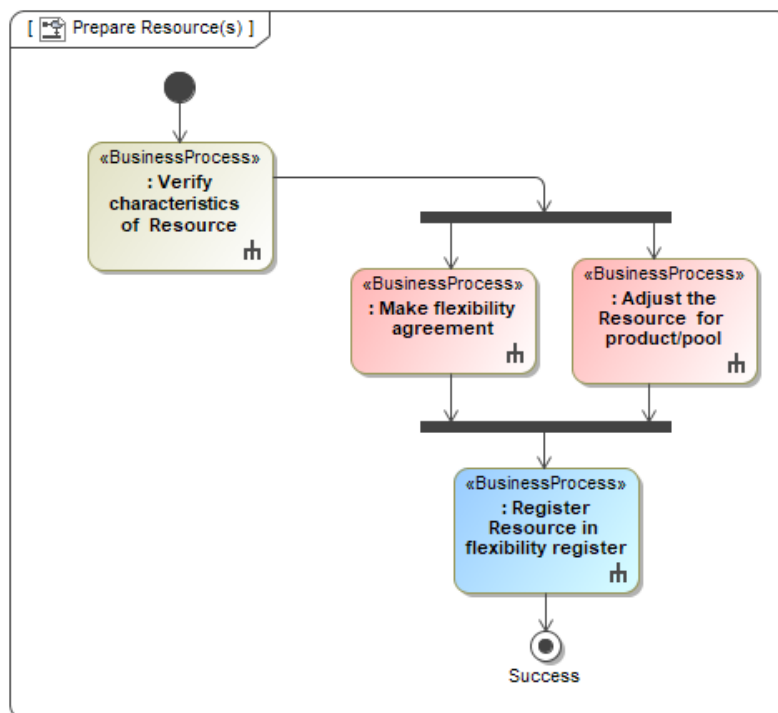 [ Prepare Resource(s) ]
«BusinessProcess»
: Verify
characteristics
of Resource
«BusinessProcess»
: Make flexibility
agreement
«BusinessProcess»
: Adjust the
Resource for
product/pool
«BusinessProcess»
: Register
Resource in
flexibility register
Success